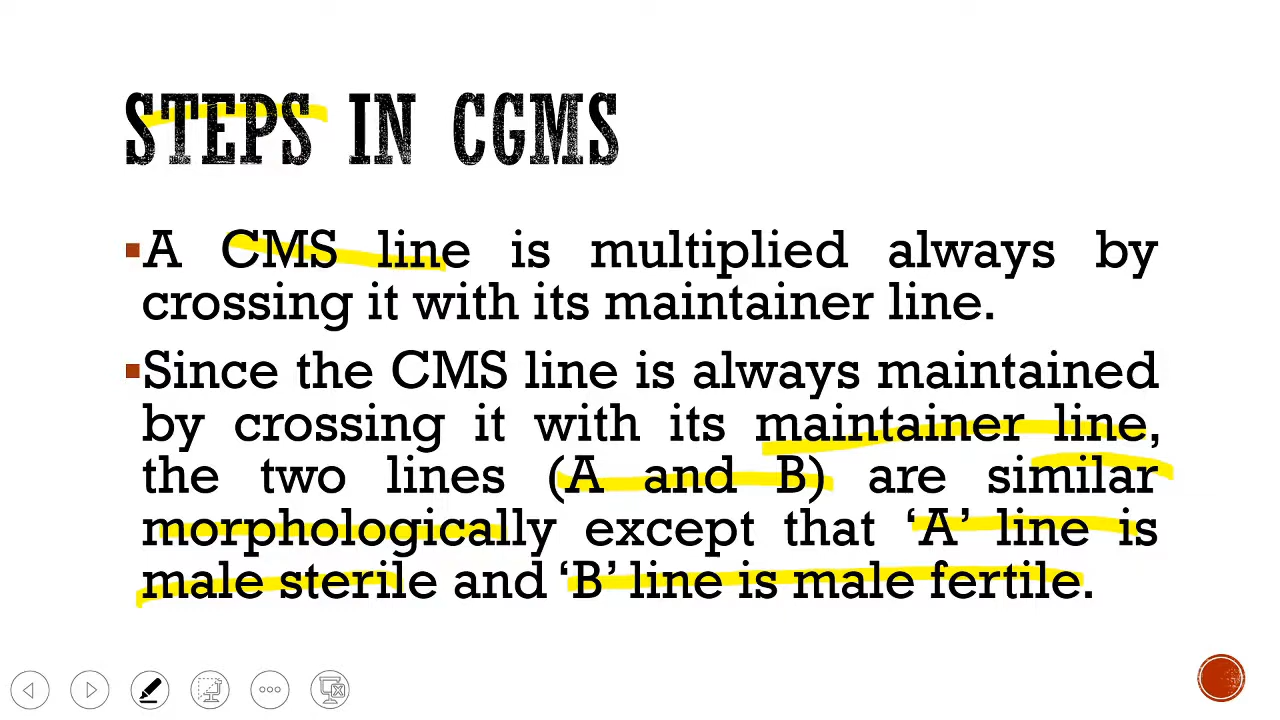 STEPS IN CGMS
▪A CMS line is multiplied always by
crossing it with its maintainer line.
▪Since the CMS line is always maintained
by crossing it with its maintainer line,
the two lines (A and B) are similar
morphologically except that ‘A’ line is
male sterile and ‘B’ line is male fertile.